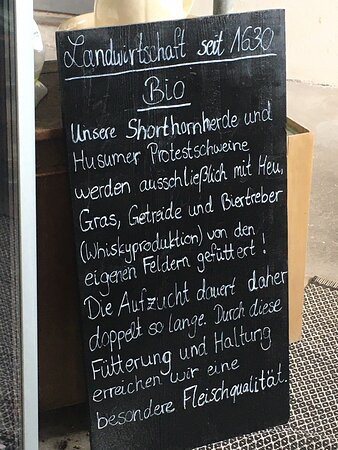 Landwirtschaft seit 1630
Bio
Unsere Shorthornherde und
Husumer Protestschweine
werden ausschließlich mit Heu,
Gras, Getreide und Biertreber
(Whiskyproduktion) von den
eigenen Feldern gefüttert!
Die Aufzucht dauert daher
doppelt so lange. Durch diese
Fütterung und Haltung
erreichen wir eine
besondere Fleischqualität.